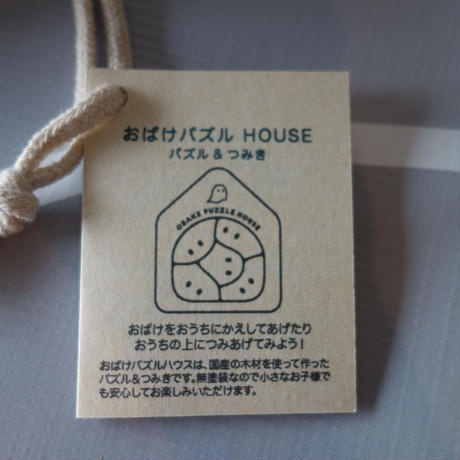 おばけパズル HOUSE
パズル & つみき
OBAKE PUZZLE HOUSE
おばけをおうちにかえしてあげたり
おうちの上につみあげてみよう!
おばけパズルハウスは、国産の木材を使って作った
パズル&つみきです。無塗装なので小さなお子様で
も安心してお楽しみいただけます。